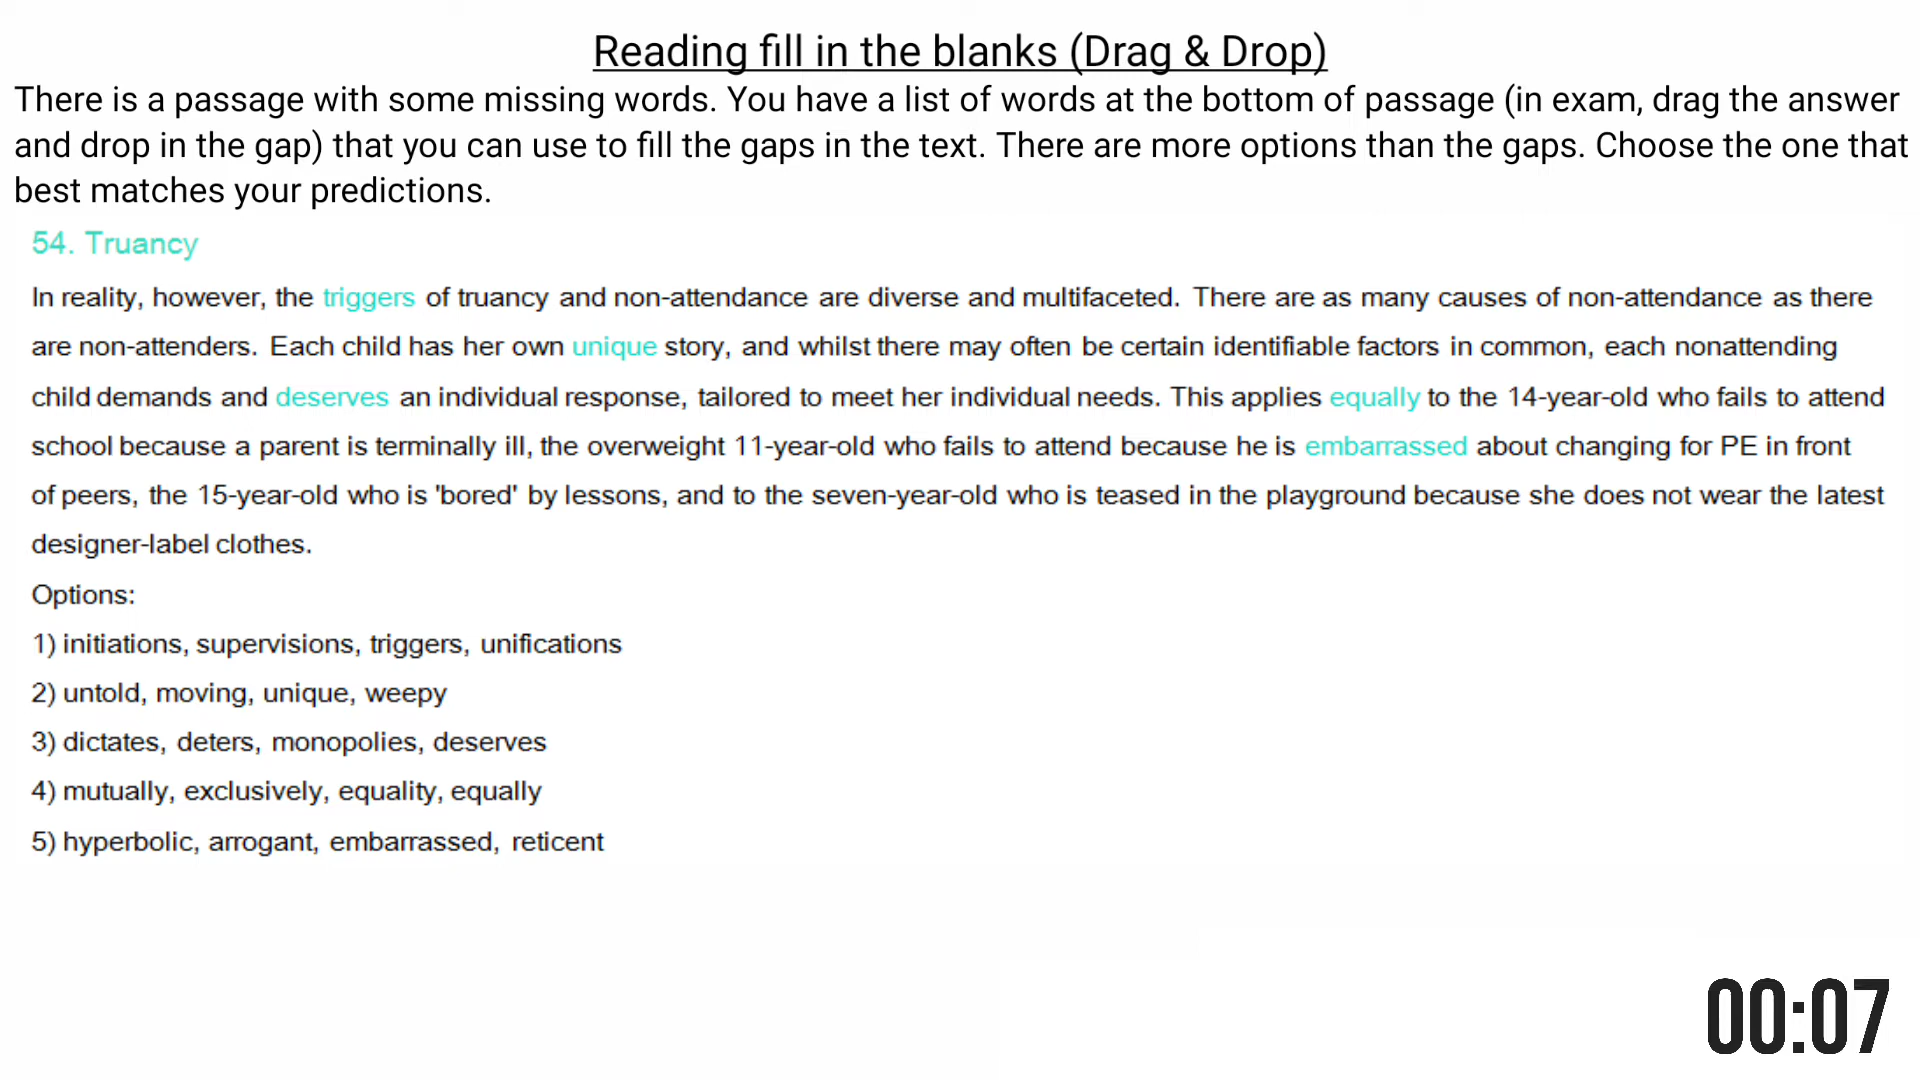 Reading fill in the blanks (Drag & Drop)
There is a passage with some missing words. You have a list of words at the bottom of passage (in exam, drag the answer
and drop in the gap) that you can use to fill the gaps in the text. There are more options than the gaps. Choose the one that
best matches your predictions.
54. Truancy
In reality, however, the triggers of truancy and non-attendance are diverse and multifaceted. There are as many causes of non-attendance as there
are non-attenders. Each child has her own unique story, and whilst there may often be certain identifiable factors in common, each nonattending
child demands and deserves an individual response, tailored to meet her individual needs. This applies equally to the 14-year-old who fails to attend
school because a parent is terminally ill, the overweight 11-year-old who fails to attend because he is embarrassed about changing for PE in front
of peers, the 15-year-old who is 'bored' by lessons, and to the seven-year-old who is teased in the playground because she does not wear the latest
designer-label clothes.
Options:
1) initiations, supervisions, triggers, unifications
2) untold, moving, unique, weepy
3) dictates, deters, monopolies, deserves
4) mutually, exclusively, equality, equally
5) hyperbolic, arrogant, embarrassed, reticent
00:07